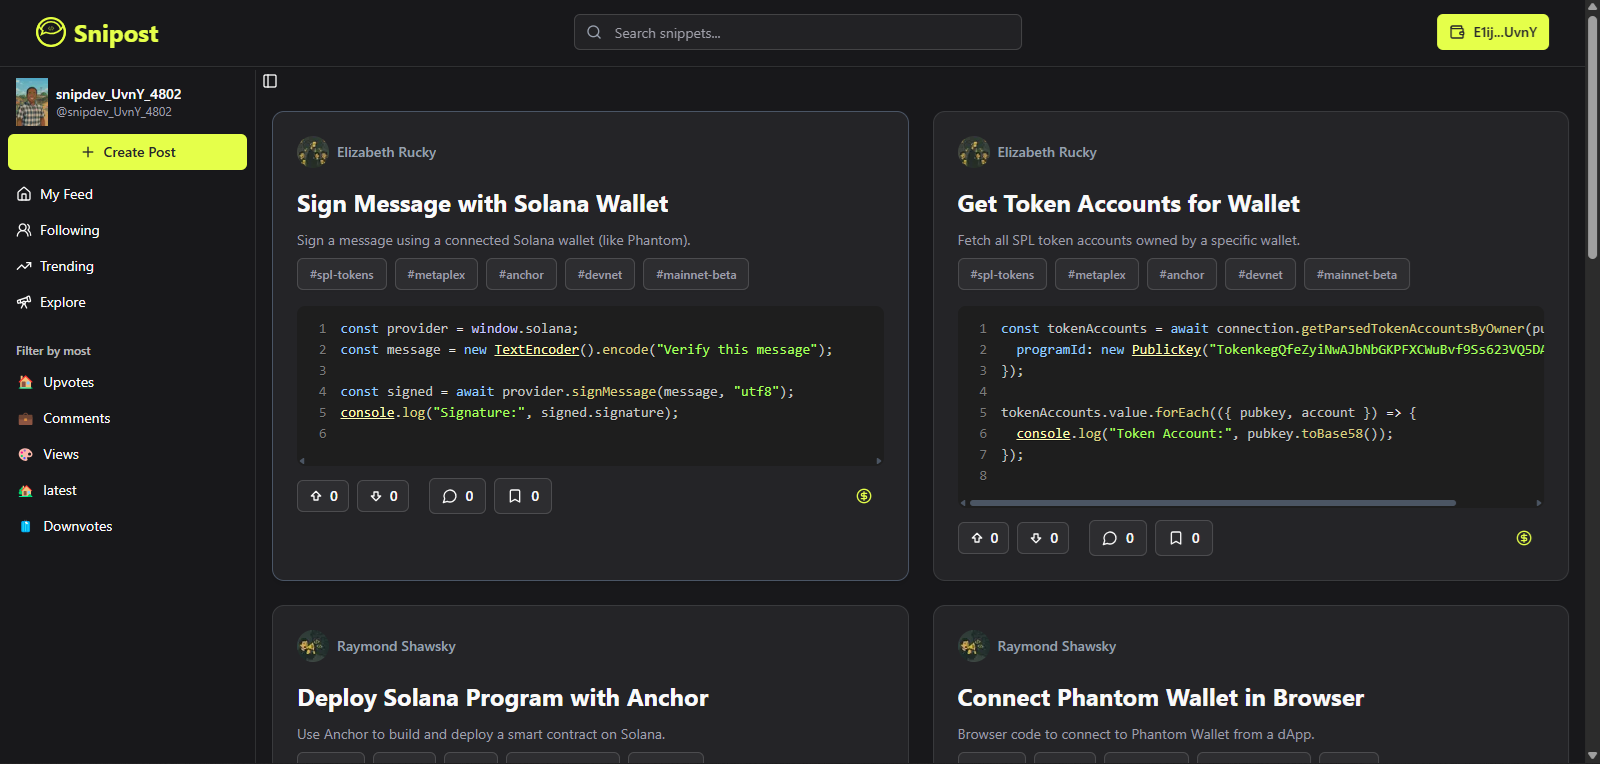 Snipost
Search snippets...
E1ij...UvnY
snipdev_UvnY_4802
@snipdev_UvnY_4802
Create Post
My Feed
Following
Trending
Explore
Filter by most
Upvotes
Comments
Views
latest
Downvotes
Elizabeth Rucky
Sign Message with Solana Wallet
Sign a message using a connected Solana wallet (like Phantom).
#spl-tokens #metaplex #anchor #devnet #mainnet-beta
1 const provider = window.solana;
2 const message = new TextEncoder().encode("Verify this message");
3
4 const signed = await provider.signMessage(message, "utf8");
5 console.log("Signature:", signed.signature);
6
0 0 0 0
Elizabeth Rucky
Get Token Accounts for Wallet
Fetch all SPL token accounts owned by a specific wallet.
#spl-tokens #metaplex #anchor #devnet #mainnet-beta
1 const tokenAccounts = await connection.getParsedTokenAccountsByOwner(pu
2 programId: new PublicKey("TokenkegQfeZyiNwAJbNbGKPFXCWuBvf9Ss623VQ5DA
3 });
4
5 tokenAccounts.value.forEach(({ pubkey, account }) => {
6 console.log("Token Account:", pubkey.toBase58());
7 });
8
0 0 0 0
Raymond Shawsky
Deploy Solana Program with Anchor
Use Anchor to build and deploy a smart contract on Solana.
Raymond Shawsky
Connect Phantom Wallet in Browser
Browser code to connect to Phantom Wallet from a dApp.